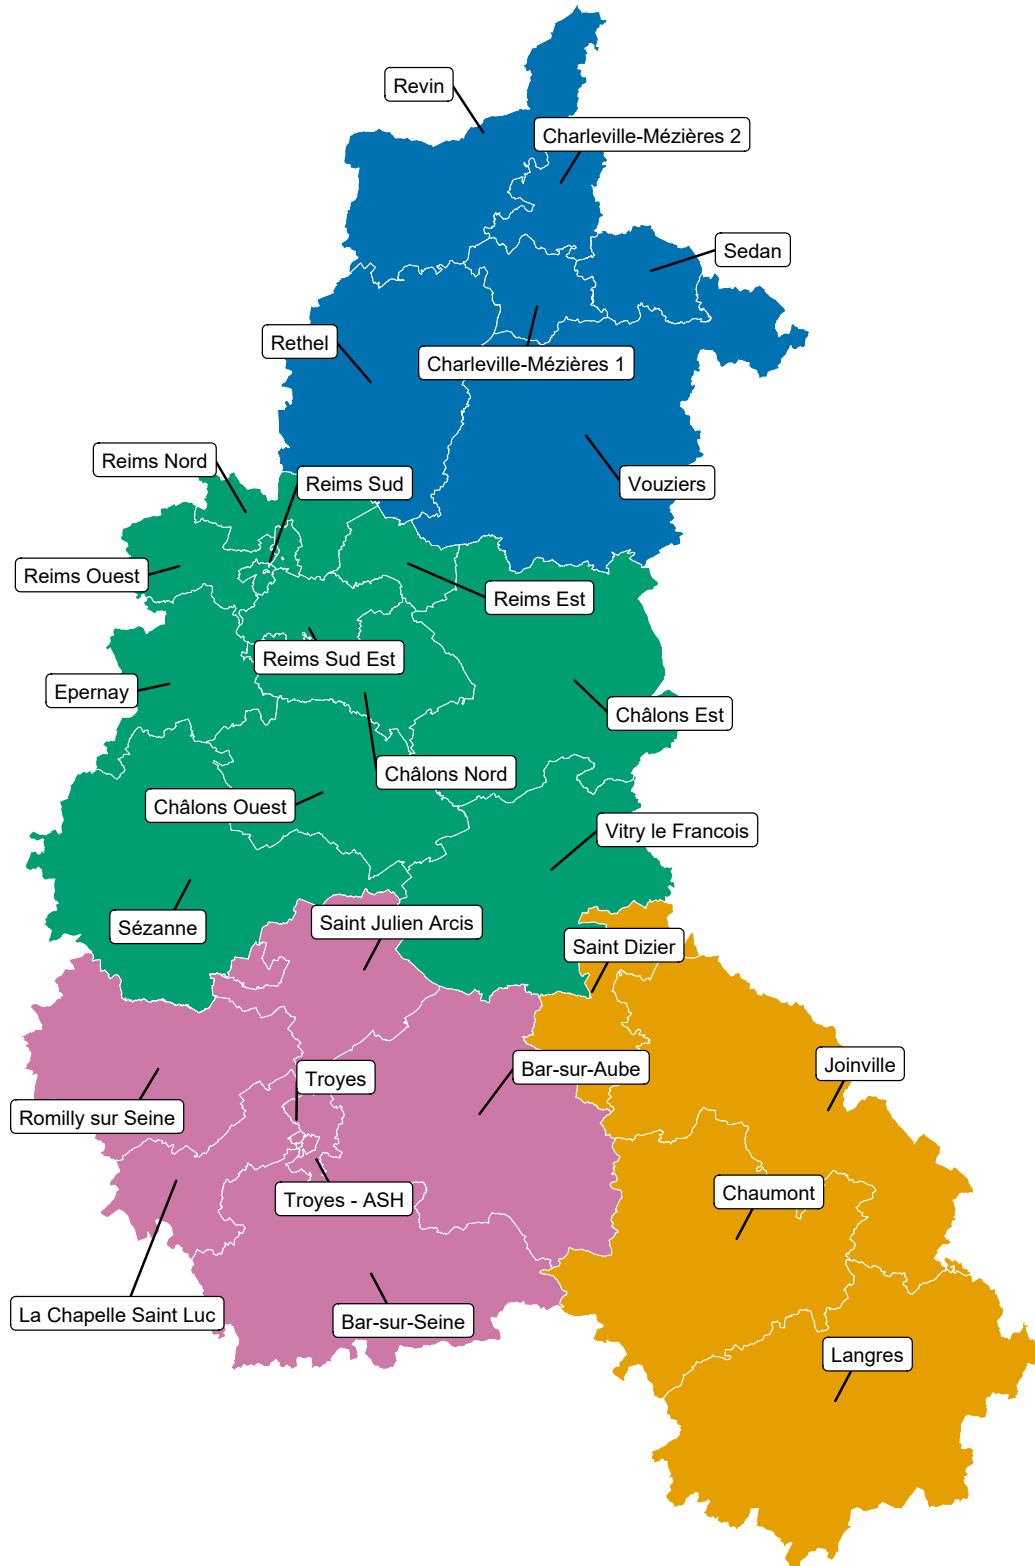 Revin
Charleville-Mézières 2
Sedan
Rethel
Charleville-Mézières 1
Reims Nord
Reims Sud
Vouziers
Reims Ouest
Reims Est
Reims Sud Est
Epernay
Châlons Est
Châlons Nord
Châlons Ouest
Vitry le Francois
Sézanne
Saint Julien Arcis
Saint Dizier
Joinville
Bar-sur-Aube
Troyes
Romilly sur Seine
Chaumont
Troyes - ASH
La Chapelle Saint Luc
Bar-sur-Seine
Langres